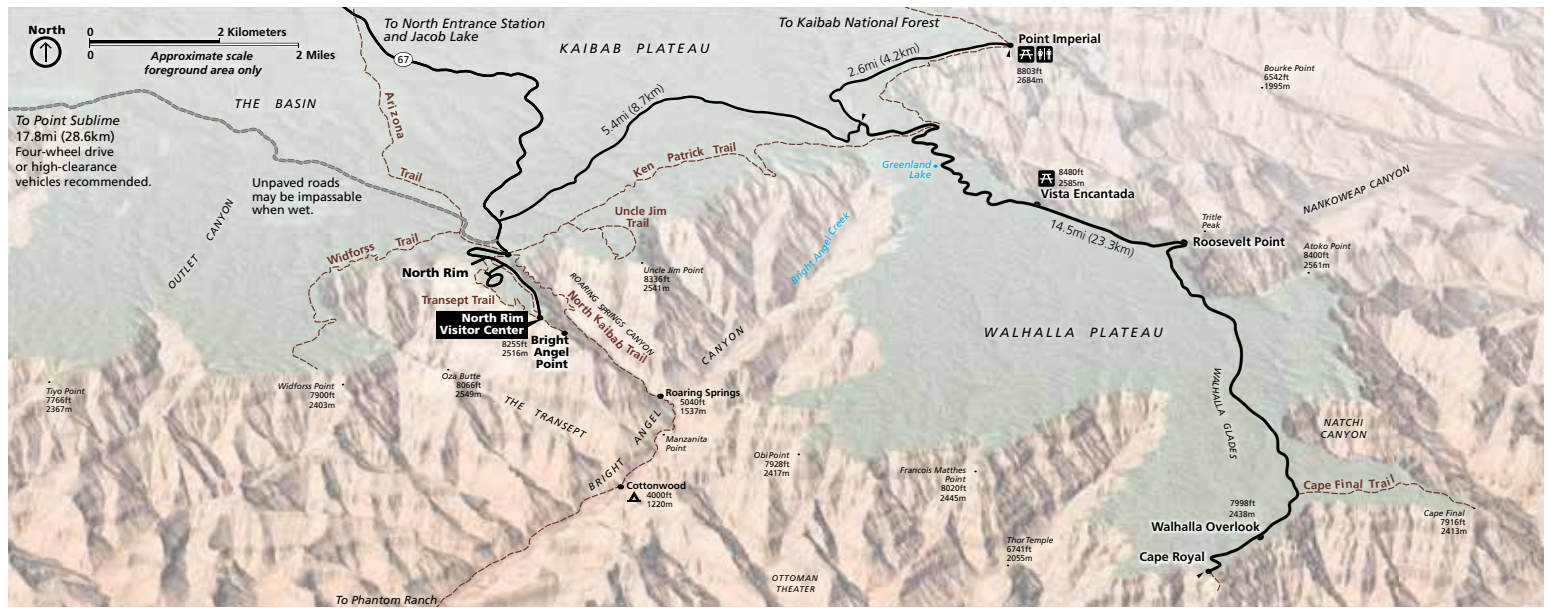 North
0
2 Kilometers
0
2 Miles
Approximate scale
foreground area only
To North Entrance Station
and Jacob Lake
67
KAIBAB PLATEAU
To Kaibab National Forest
Point Imperial
8803ft
2684m
2.6mi (4.2km)
Bourke Point
6542ft
1995m
THE BASIN
Arizona
Trail
5.4mi (8.7km)
To Point Sublime
17.8mi (28.6km)
Four-wheel drive
or high-clearance
vehicles recommended.
Unpaved roads
may be impassable
when wet.
Ken Patrick Trail
Greenland
Lake
8480ft
2585m
Vista Encantada
NANKOWEAP CANYON
OUTLET CANYON
Uncle Jim
Trail
Bright Angel Creek
14.5mi (23.3km)
Tritle
Peak
Roosevelt Point
Atoko Point
8400ft
2561m
Widforss Trail
North Rim
Uncle Jim Point
8336ft
2541m
ROARING SPRINGS CANYON
North Kaibab Trail
Transept Trail
North Rim
Visitor Center
8255ft
2516m
Bright
Angel
Point
WALHALLA PLATEAU
Tiyo Point
7766ft
2367m
Widforss Point
7900ft
2403m
Oza Butte
8066ft
2549m
THE TRANSEPT
Roaring Springs
5040ft
1537m
BRIGHT ANGEL CANYON
Manzanita
Point
WALHALLA GLADES
NATCHI
CANYON
Obi Point
7928ft
2417m
Francois Matthes
Point
8020ft
2445m
Cottonwood
4000ft
1220m
Cape Final Trail
7998ft
2438m
Walhalla Overlook
Cape Final
7916ft
2413m
Thor Temple
6741ft
2055m
Cape Royal
OTTOMAN
THEATER
To Phantom Ranch